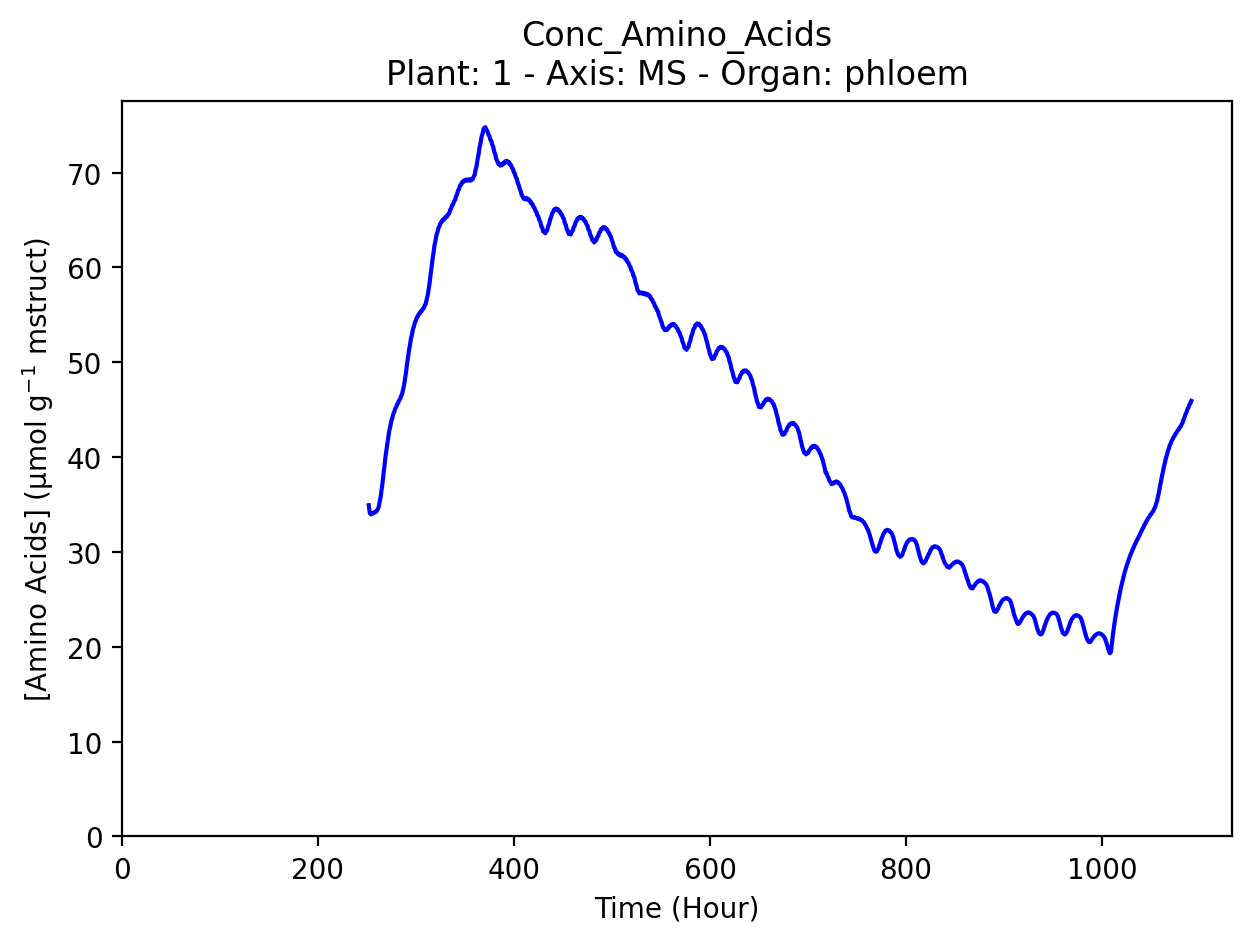 Conc_Amino_Acids
Plant: 1 - Axis: MS - Organ: phloem
[Amino Acids] (µmol g⁻¹ mstruct)
70
60
50
40
30
20
10
0
0 200 400 600 800 1000
Time (Hour)